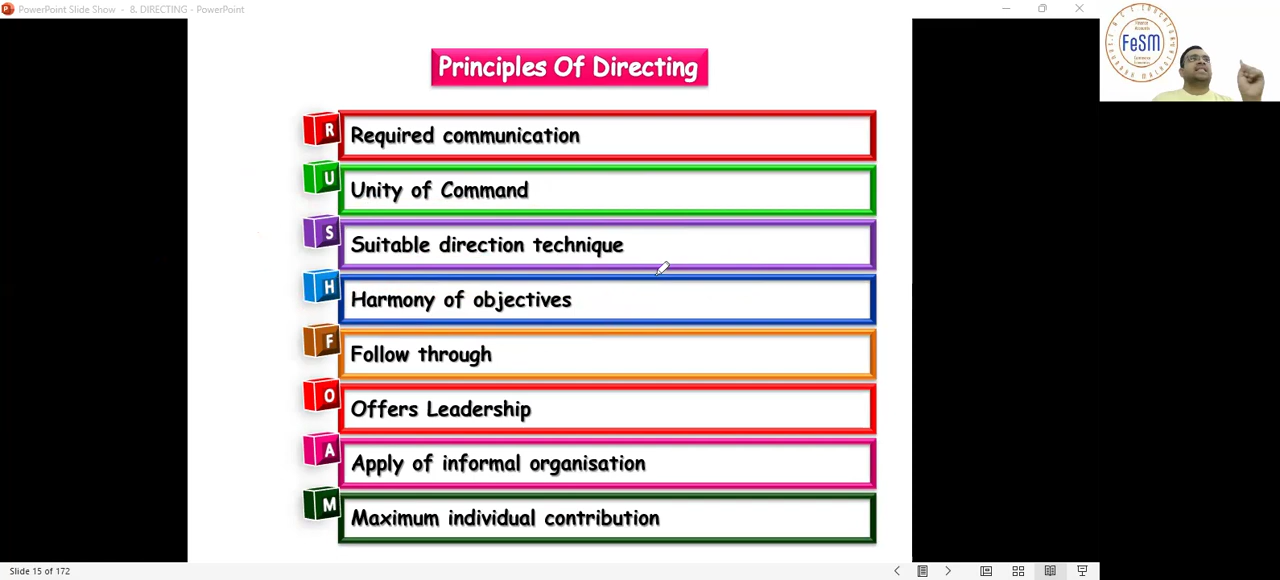 PowerPoint Slide Show - 8. DIRECTING - PowerPoint
FeSM
Principles Of Directing
R Required communication
U Unity of Command
S Suitable direction technique
H Harmony of objectives
F Follow through
O Offers Leadership
A Apply of informal organisation
M Maximum individual contribution
Slide 15 of 172